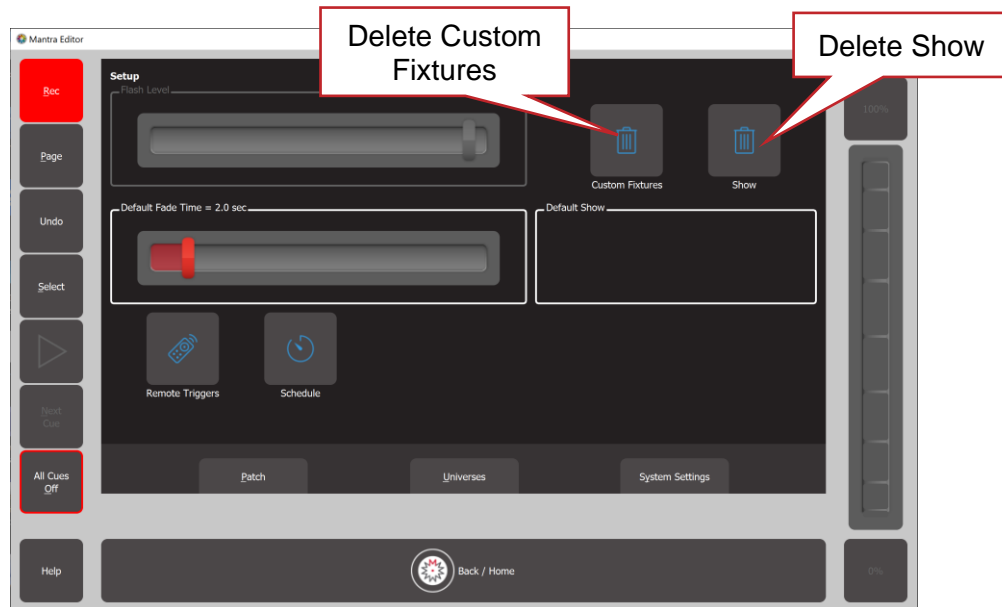 Delete Custom
Fixtures
Delete Show
Mantra Editor
Rec
Setup
Flash Level
100%
Page
Custom Fixtures
Show
Undo
Default Fade Time = 2.0 sec
Default Show
Select
Remote Triggers
Schedule
Next
Cue
All Cues
Off
Patch
Universes
System Settings
Help
M
Back / Home
0%